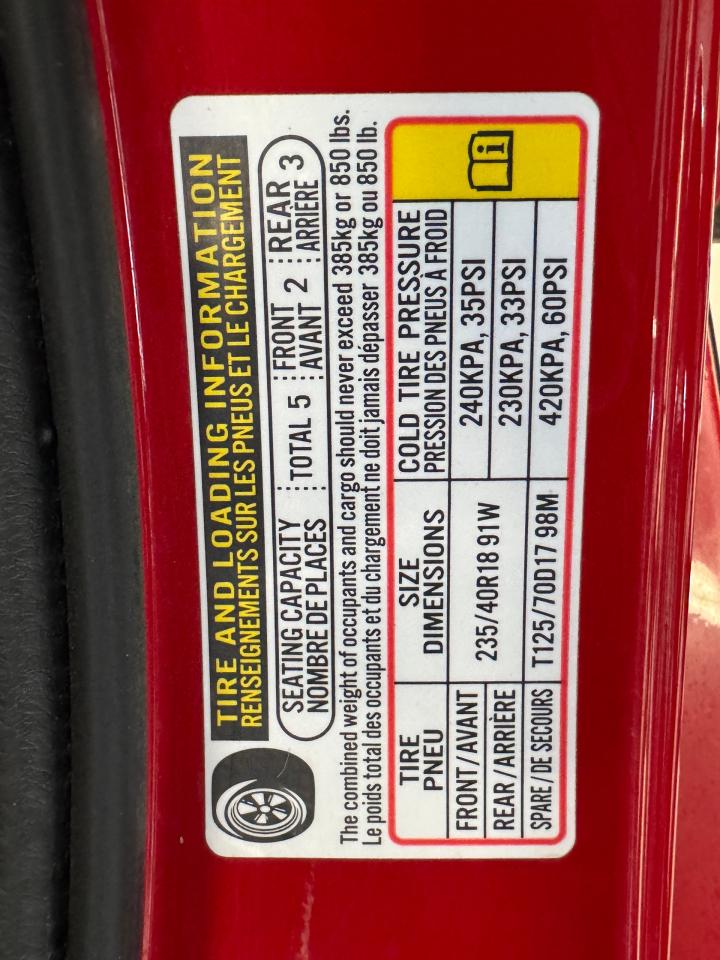 TIRE AND LOADING INFORMATION
RENSEIGNEMENTS SUR LES PNEUS ET LE CHARGEMENT
SEATING CAPACITY TOTAL 5 FRONT 2 REAR 3
NOMBRE DE PLACES AVANT ARRIÈRE
The combined weight of occupants and cargo should never exceed 385kg or 850 lbs.
Le poids total des occupants et du chargement ne doit jamais dépasser 385kg ou 850 lb.
TIRE SIZE COLD TIRE PRESSURE
PNEU DIMENSIONS PRESSION DES PNEUS À FROID
FRONT/AVANT 235/40R18 91W 240KPA, 35PSI
REAR/ARRIÈRE 230KPA, 33PSI
SPARE/DE SECOURS T125/70D17 98M 420KPA, 60PSI